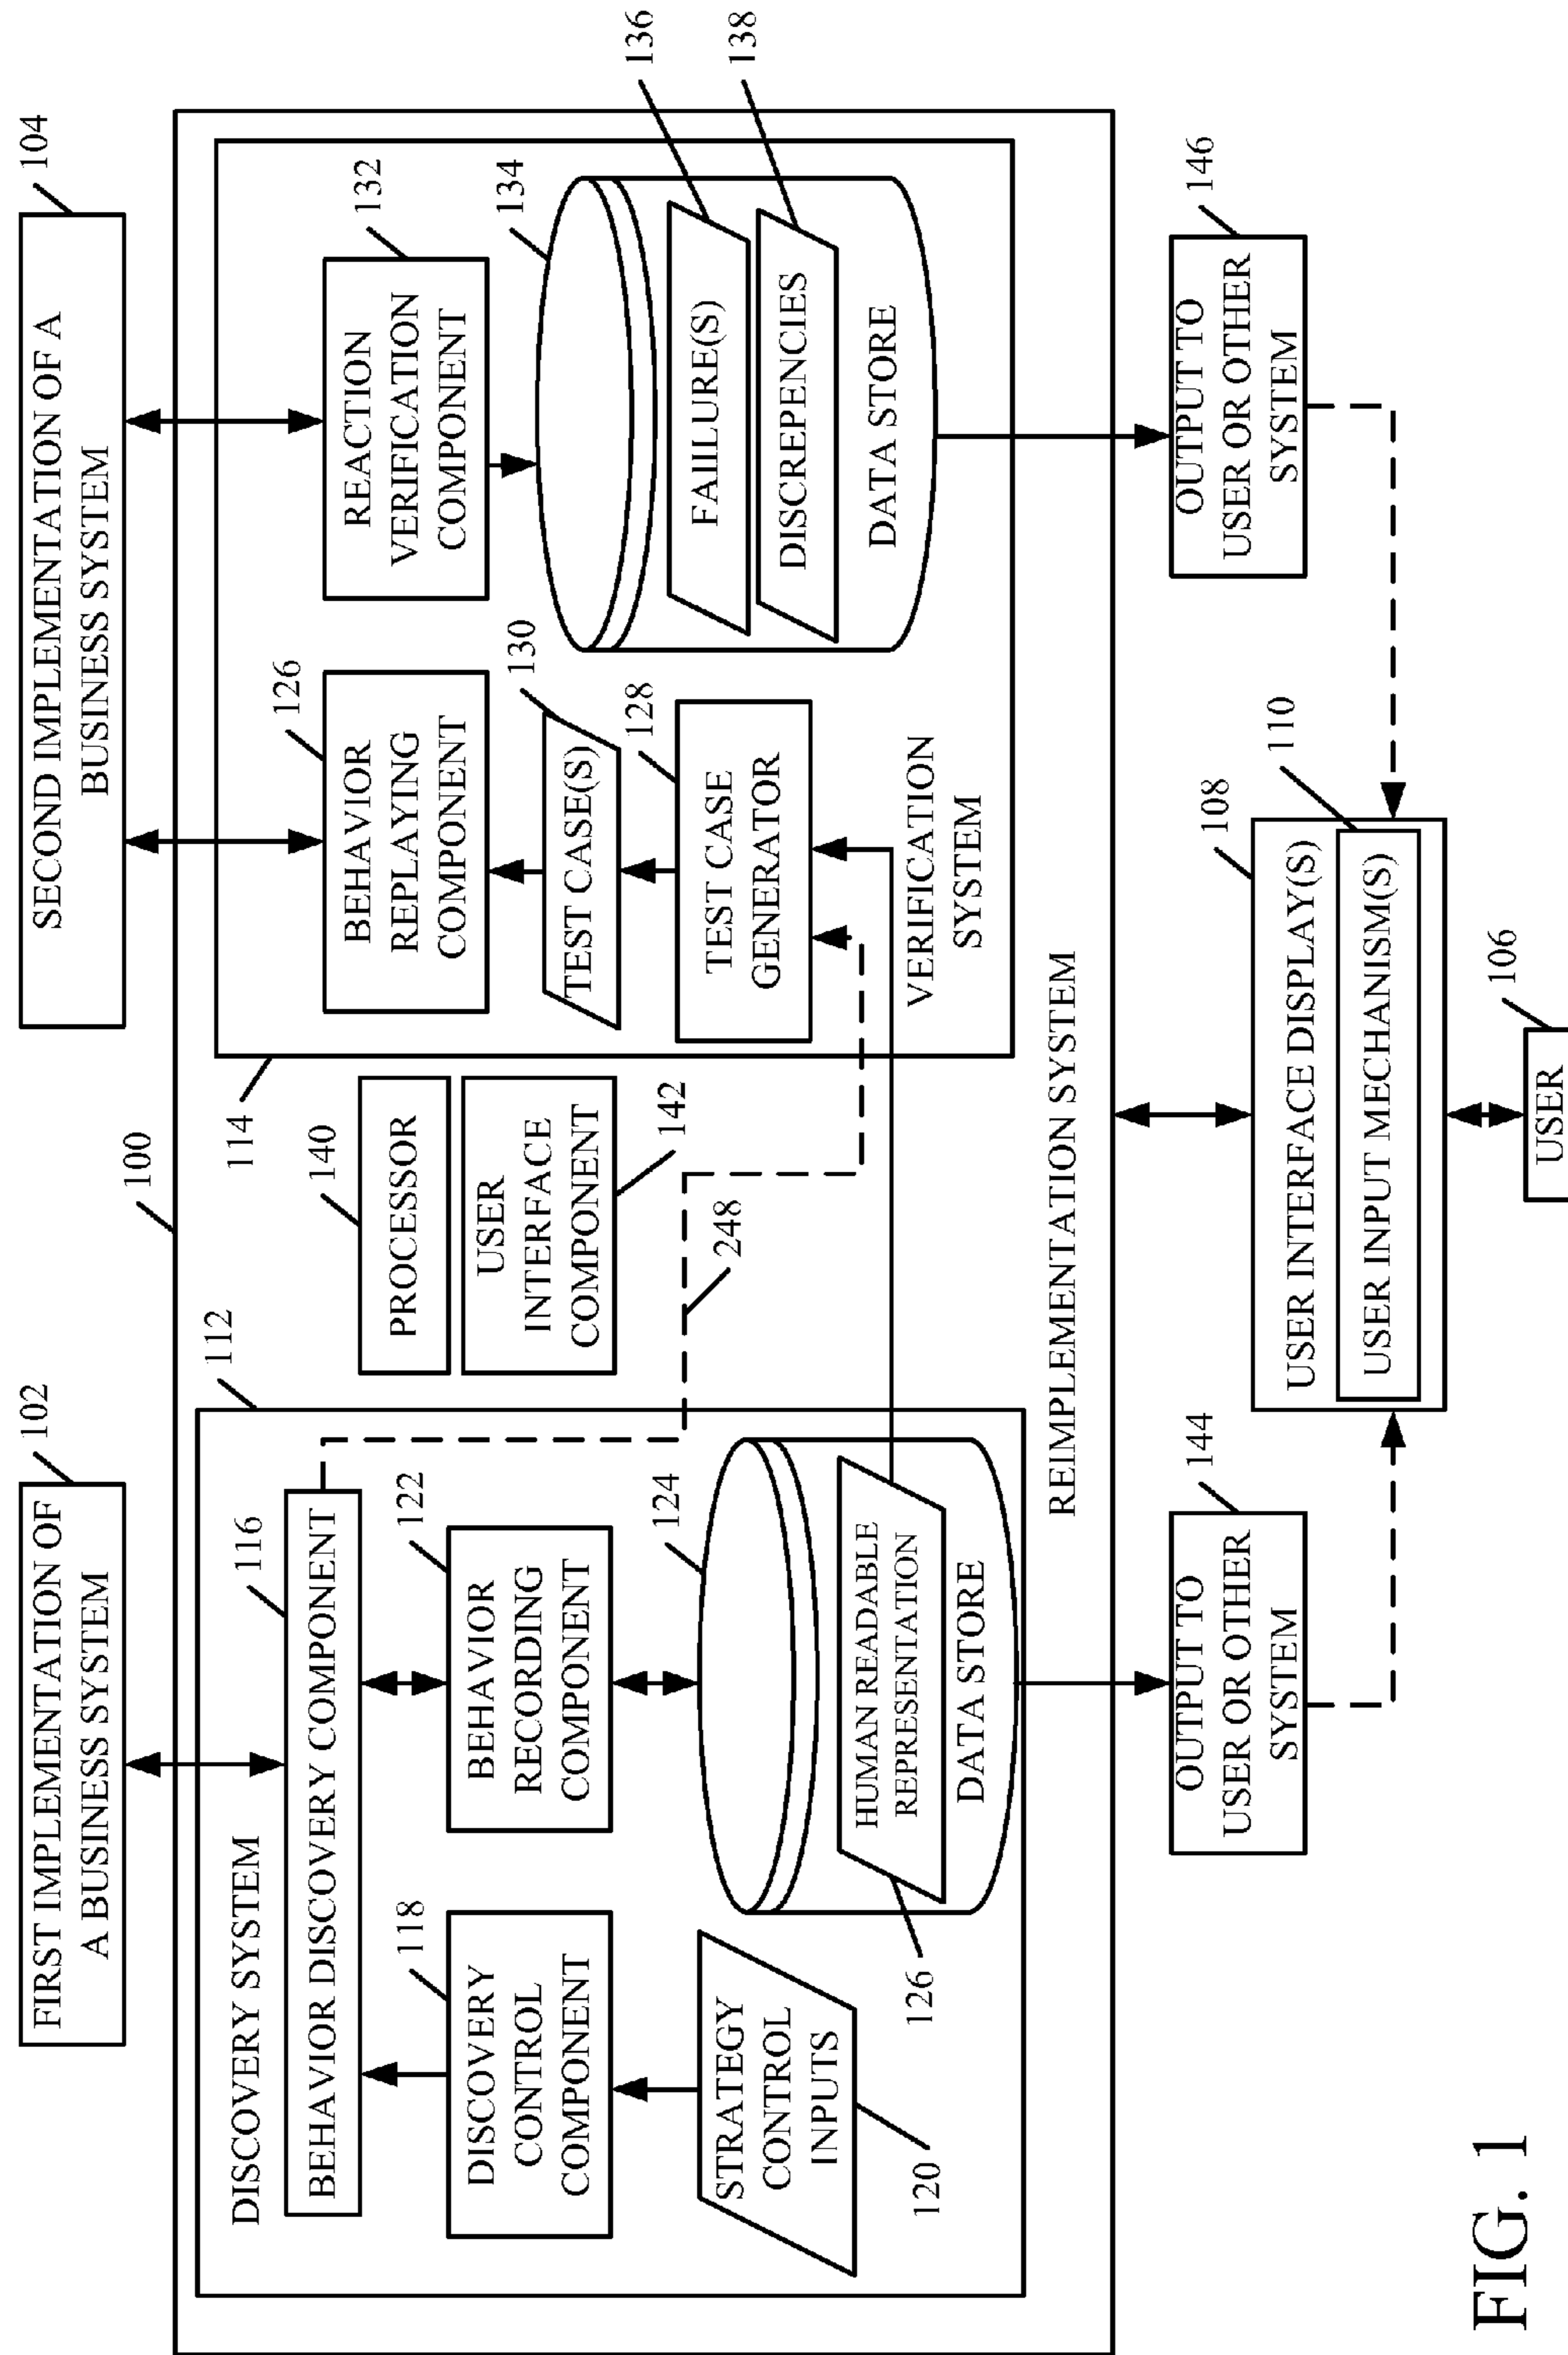 FIRST IMPLEMENTATION OF
A BUSINESS SYSTEM
102
SECOND IMPLEMENTATION OF A
BUSINESS SYSTEM
104
100
112
DISCOVERY SYSTEM
116
BEHAVIOR DISCOVERY COMPONENT
118
DISCOVERY
CONTROL
COMPONENT
122
BEHAVIOR
RECORDING
COMPONENT
STRATEGY
CONTROL
INPUTS
120
124
HUMAN READABLE
REPRESENTATION
126
DATA STORE
140
PROCESSOR
USER
INTERFACE
COMPONENT
142
248
114
126
BEHAVIOR
REPLAYING
COMPONENT
130
TEST CASE(S)
128
TEST CASE
GENERATOR
VERIFICATION
SYSTEM
132
REACTION
VERIFICATION
COMPONENT
134
FAIILURE(S)
136
DISCREPENCIES
138
DATA STORE
REIMPLEMENTATION SYSTEM
144
OUTPUT TO
USER OR OTHER
SYSTEM
108
USER INTERFACE DISPLAY(S)
110
USER INPUT MECHANISM(S)
146
OUTPUT TO
USER OR OTHER
SYSTEM
106
USER
FIG. 1